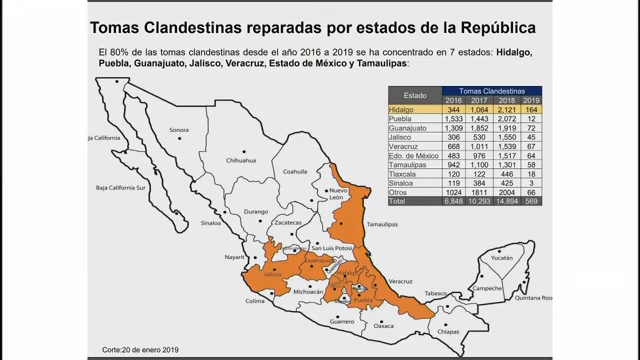 Tomas Clandestinas reparadas por estados de la República
El 80% de las tomas clandestinas desde el año 2016 a 2019 se ha concentrado en 7 estados: Hidalgo,
Puebla, Guanajuato, Jalisco, Veracruz, Estado de México y Tamaulipas:
Estado Tomas Clandestinas
2016 2017 2018 2019
Hidalgo 344 1,064 2,121 164
Puebla 1,533 1,443 2,072 12
Guanajuato 1,309 1,852 1,919 72
Jalisco 306 530 1,550 45
Veracruz 668 1,011 1,539 67
Edo. de México 483 976 1,517 64
Tamaulipas 942 1,100 1,301 58
Tlaxcala 120 122 446 18
Sinaloa 119 384 425 3
Otros 1024 1811 2004 66
Total 6,848 10,293 14,894 569
Sonora
aja California
Chihuahua
Coahuila
Baja California Sur
Nuevo
León
Sinaloa
Durango
Zacatecas
Tamaulipas
San Luis Potosí
Nayarit
Yucatán
Jalisco
Guanajuato
Veracruz
Campeche
Michoacán
Colima
Puebla
Tabasco
Quintana Roo
Guerrero
Oaxaca
Chiapas
Corte:20 de enero 2019